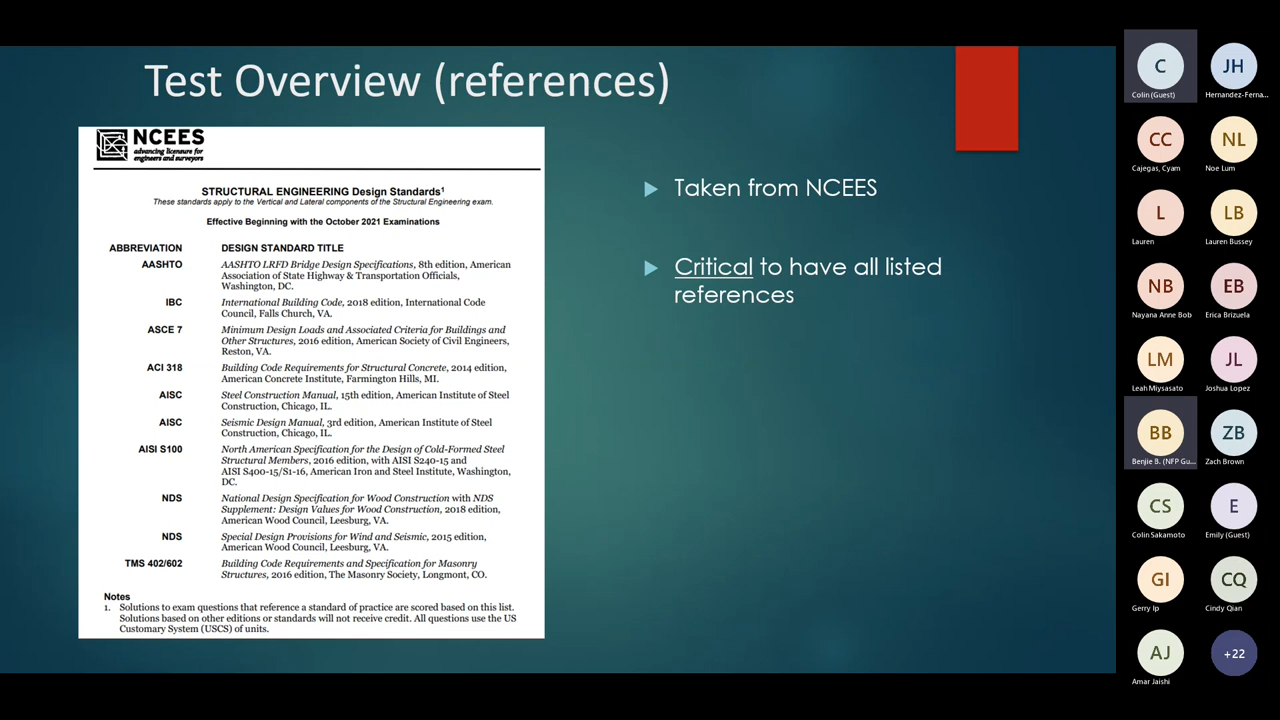 Test Overview (references)
NCEES
advancing licensure for
engineers and surveyors
STRUCTURAL ENGINEERING Design Standards¹
These standards apply to the Vertical and Lateral components of the Structural Engineering exam.
Effective Beginning with the October 2021 Examinations
ABBREVIATION DESIGN STANDARD TITLE
AASHTO AASHTO LRFD Bridge Design Specifications, 8th edition, American
Association of State Highway & Transportation Officials,
Washington, DC.
IBC International Building Code, 2018 edition, International Code
Council, Falls Church, VA.
ASCE 7 Minimum Design Loads and Associated Criteria for Buildings and
Other Structures, 2016 edition, American Society of Civil Engineers,
Reston, VA.
ACI 318 Building Code Requirements for Structural Concrete, 2014 edition,
American Concrete Institute, Farmington Hills, MI.
AISC Steel Construction Manual, 15th edition, American Institute of Steel
Construction, Chicago, IL.
AISC Seismic Design Manual, 3rd edition, American Institute of Steel
Construction, Chicago, IL.
AISI S100 North American Specification for the Design of Cold-Formed Steel
Structural Members, 2016 edition, with AISI S240-15 and
AISI S400-15/S1-16, American Iron and Steel Institute, Washington,
DC.
NDS National Design Specification for Wood Construction with NDS
Supplement: Design Values for Wood Construction, 2018 edition,
American Wood Council, Leesburg, VA.
NDS Special Design Provisions for Wind and Seismic, 2015 edition,
American Wood Council, Leesburg, VA.
TMS 402/602 Building Code Requirements and Specification for Masonry
Structures, 2016 edition, The Masonry Society, Longmont, CO.
Notes
1. Solutions to exam questions that reference a standard of practice are scored based on this list.
Solutions based on other editions or standards will not receive credit. All questions use the US
Customary System (USCS) of units.
Taken from NCEES
Critical to have all listed
references
C JH
Colin (Guest) Hernandez-Ferna...
CC NL
Cajegas, Cyam Noe Lum
L LB
Lauren Lauren Bussey
NB EB
Nayana Anne Bob Erica Brizuela
LM JL
Leah Miysasato Joshua Lopez
BB ZB
Benjie B. (NFP Gu... Zach Brown
CS E
Colin Sakamoto Emily (Guest)
GI CQ
Gerry Ip Cindy Qian
AJ +22
Amar Jaishi